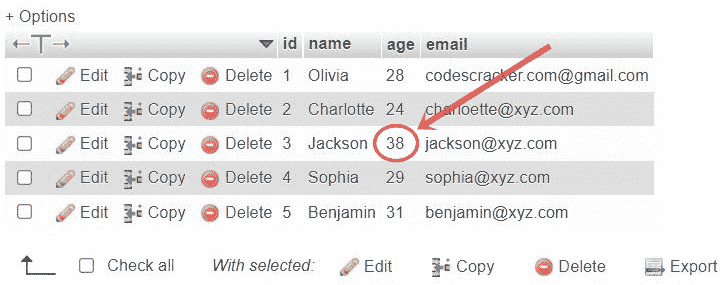 + Options
id name age email
Edit Copy Delete 1 Olivia 28 codescracker.com@gmail.com
Edit Copy Delete 2 Charlotte 24 charloette@xyz.com
Edit Copy Delete 3 Jackson 38 jackson@xyz.com
Edit Copy Delete 4 Sophia 29 sophia@xyz.com
Edit Copy Delete 5 Benjamin 31 benjamin@xyz.com
Check all With selected: Edit Copy Delete Export